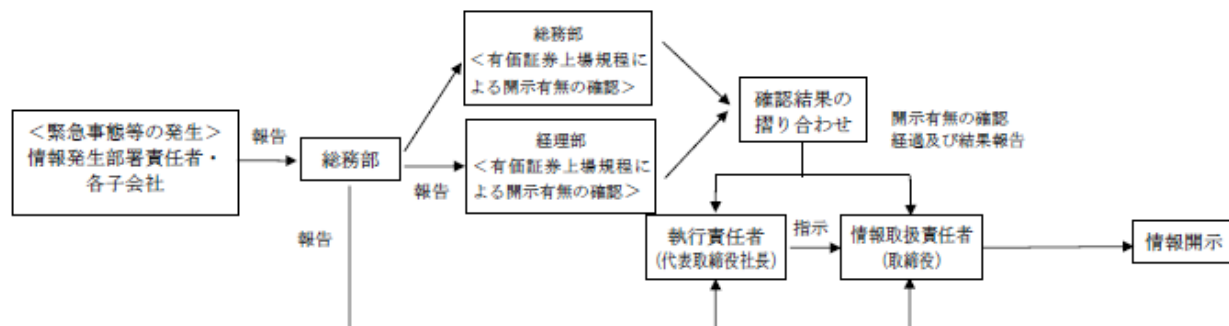 ＜緊急事態等の発生＞
情報発生部署責任者・
各子会社
報告
総務部
報告
報告
総務部
＜有価証券上場規程に
よる開示有無の確認＞
経理部
＜有価証券上場規程に
よる開示有無の確認＞
確認結果の
摺り合わせ
開示有無の確認
経過及び結果報告
執行責任者
(代表取締役社長)
指示
情報取扱責任者
(取締役)
情報開示